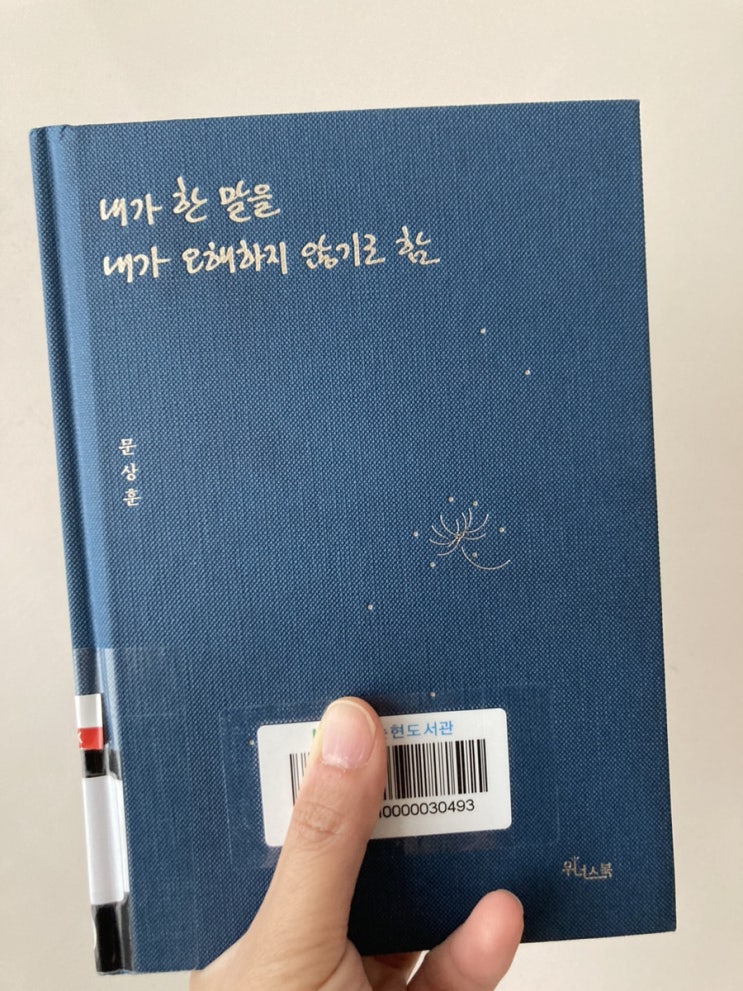 내가 한 말을
내가 오해하지 않기로 함
문상훈
현도서관
0000030493
위너스북